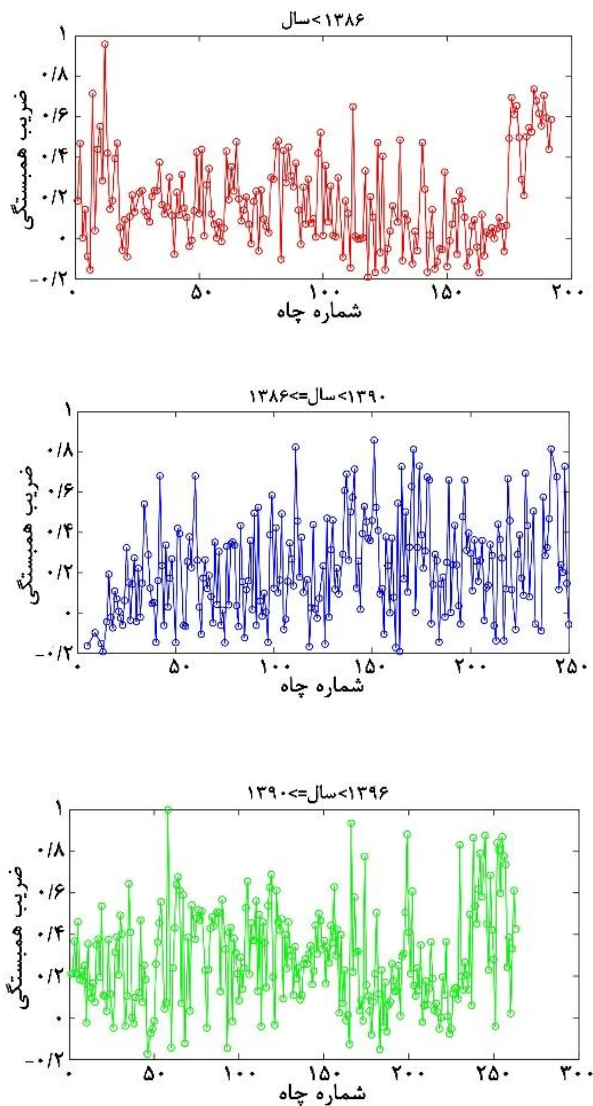 سال>۱۳۸۶
۱
۰/۸
۰/۶
۰/۴
۰/۲
۰
−۰/۲
ضریب همبستگی
۵۰ ۱۰۰ ۱۵۰ ۲۰۰
شماره چاه
۱۳۸۶<=سال<۱۳۹۰
۱
۰/۸
۰/۶
۰/۴
۰/۲
۰
−۰/۲
ضریب همبستگی
۰ ۵۰ ۱۰۰ ۱۵۰ ۲۰۰ ۲۵۰
شماره چاه
۱۳۹۰<=سال<۱۳۹۶
۱
۰/۸
۰/۶
۰/۴
۰/۲
۰
−۰/۲
ضریب همبستگی
۰ ۵۰ ۱۰۰ ۱۵۰ ۲۰۰ ۲۵۰ ۳۰۰
شماره چاه